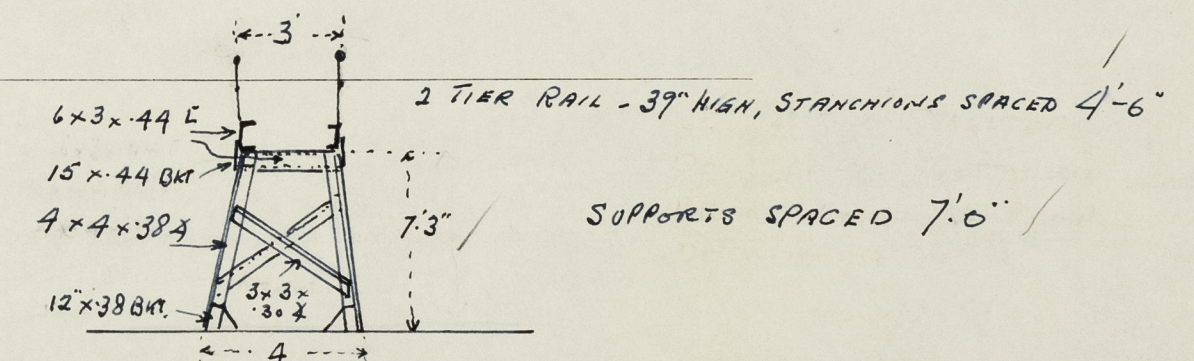 3'
2 TIER RAIL - 39" HIGH, STANCHIONS SPACED 4'-6"
6 x 3 x .44 [
15 x .44 BKT
4 x 4 x .38 ∡
7'.3"
SUPPORTS SPACED 7'.0"
12" x .38 BKT.
3 x 3 x
.30 ∡
4